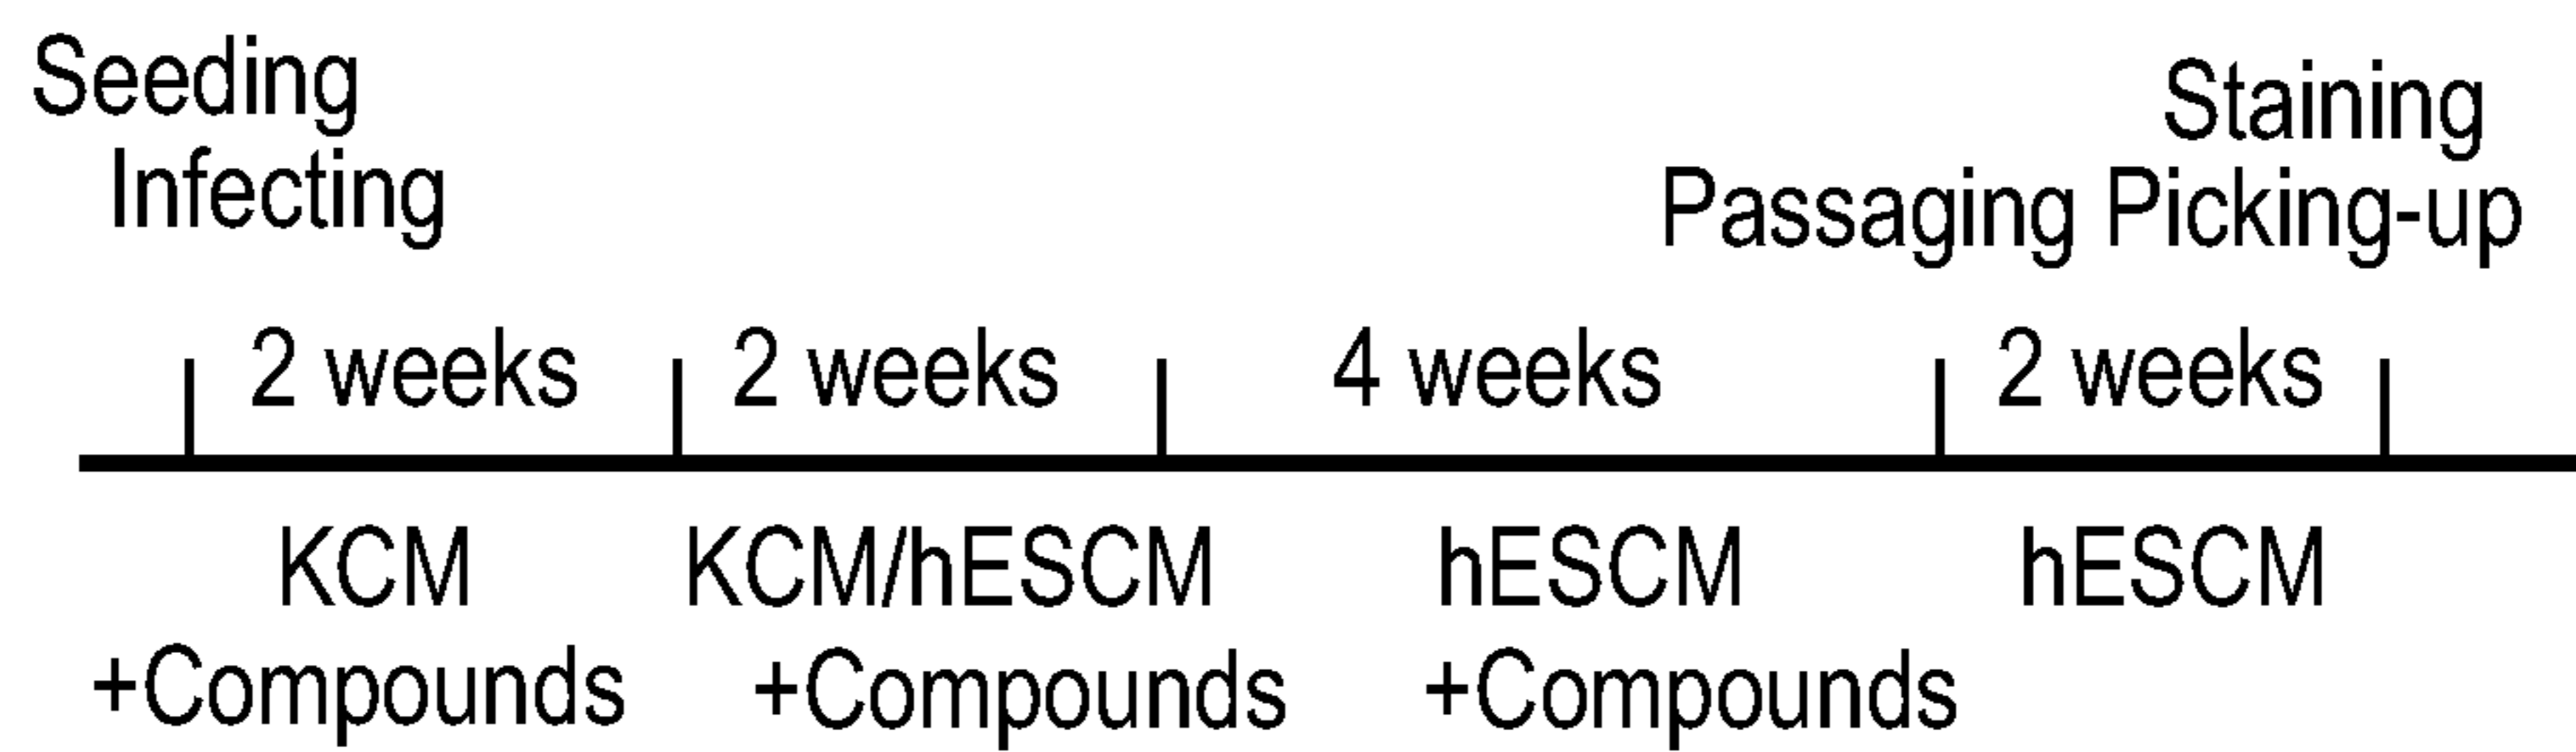 Seeding
Infecting
Staining
Passaging Picking-up
2 weeks 2 weeks 4 weeks 2 weeks
KCM KCM/hESCM hESCM hESCM
+Compounds +Compounds +Compounds